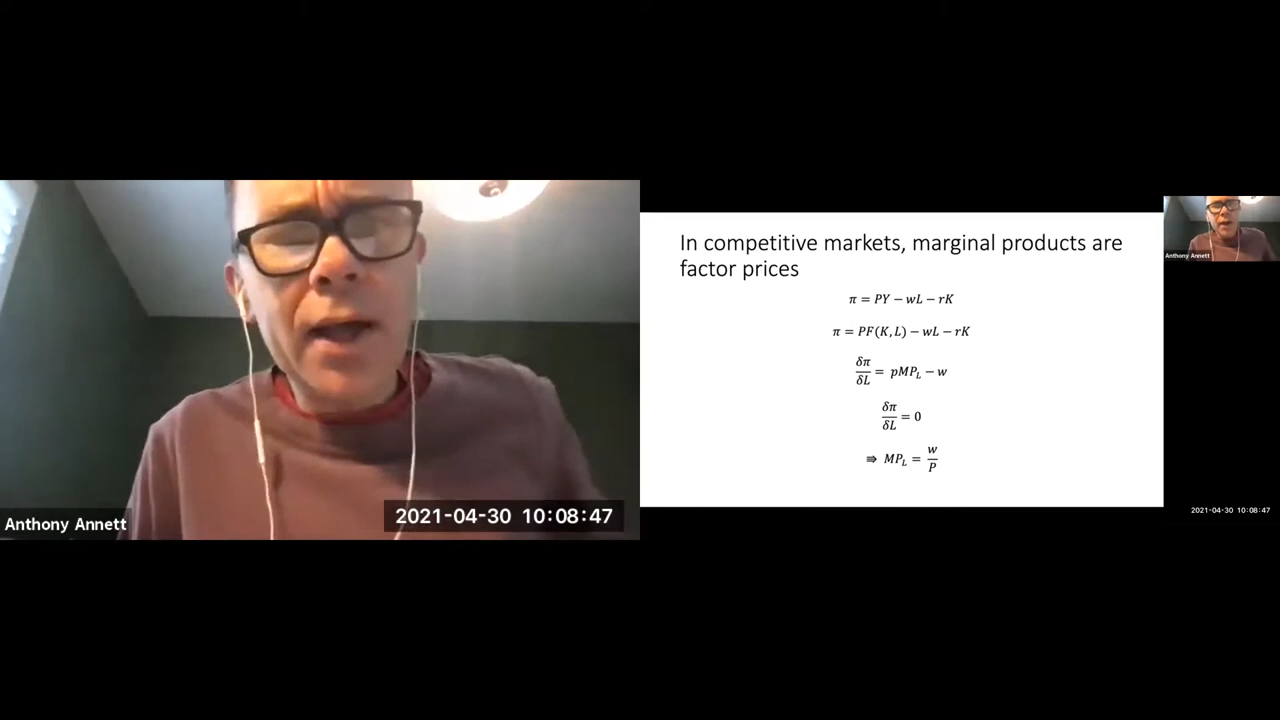 Anthony Annett
2021-04-30 10:08:47
In competitive markets, marginal products are
factor prices
π = PY − wL − rK
π = PF(K, L) − wL − rK
δπ/δL = pMP_L − w
δπ/δL = 0
⇛ MP_L = w/P
Anthony Annett
2021-04-30 10:08:47